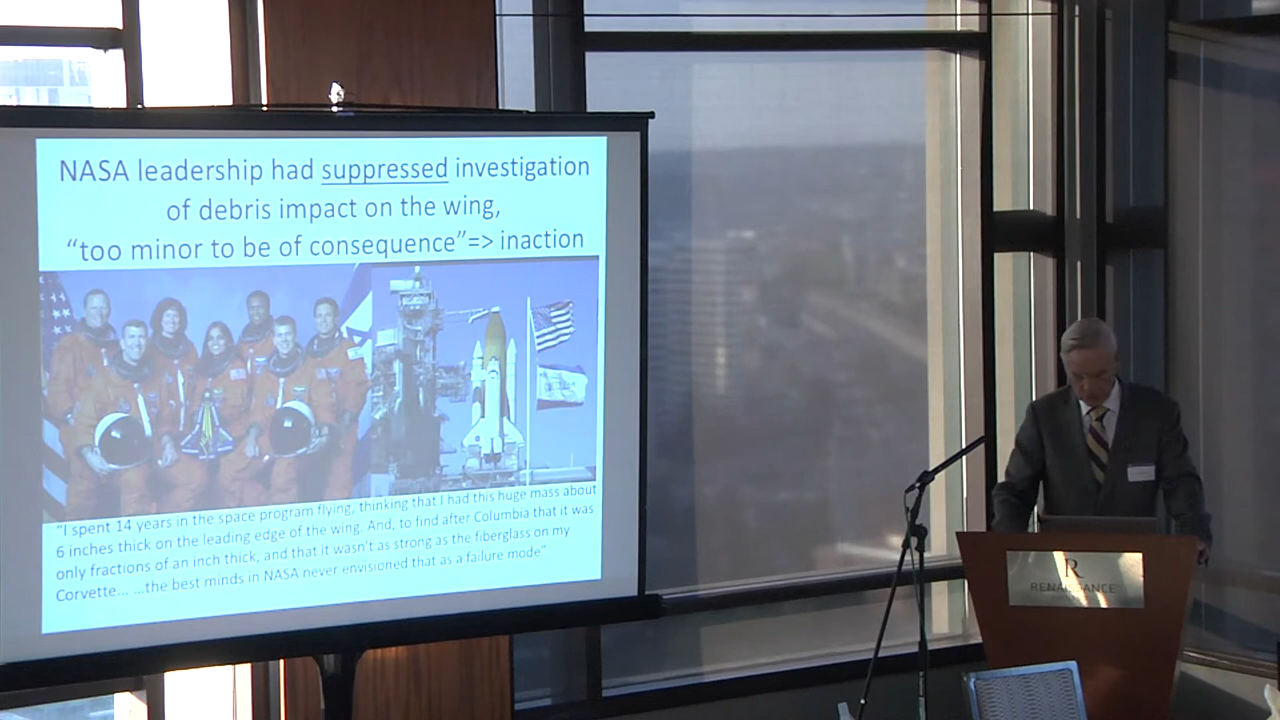 NASA leadership had suppressed investigation
of debris impact on the wing,
“too minor to be of consequence”=> inaction
“I spent 14 years in the space program flying, thinking that I had this huge mass about
6 inches thick on the leading edge of the wing. And, to find after Columbia that it was
only fractions of an inch thick, and that it wasn't as strong as the fiberglass on my
Corvette... ...the best minds in NASA never envisioned that as a failure mode”
R
RENAISSANCE